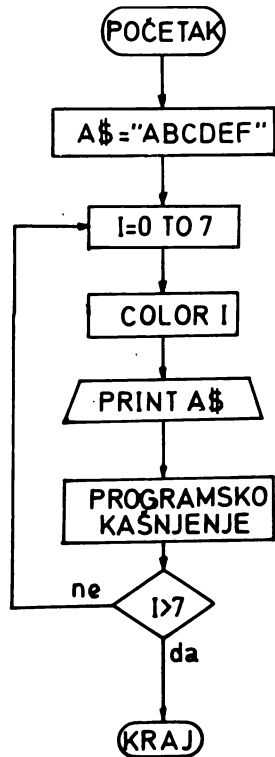 POČETAK
A$="ABCDEF"
I=0 TO 7
COLOR I
PRINT A$
PROGRAMSKO
KAŠNJENJE
ne
I>7
da
KRAJ